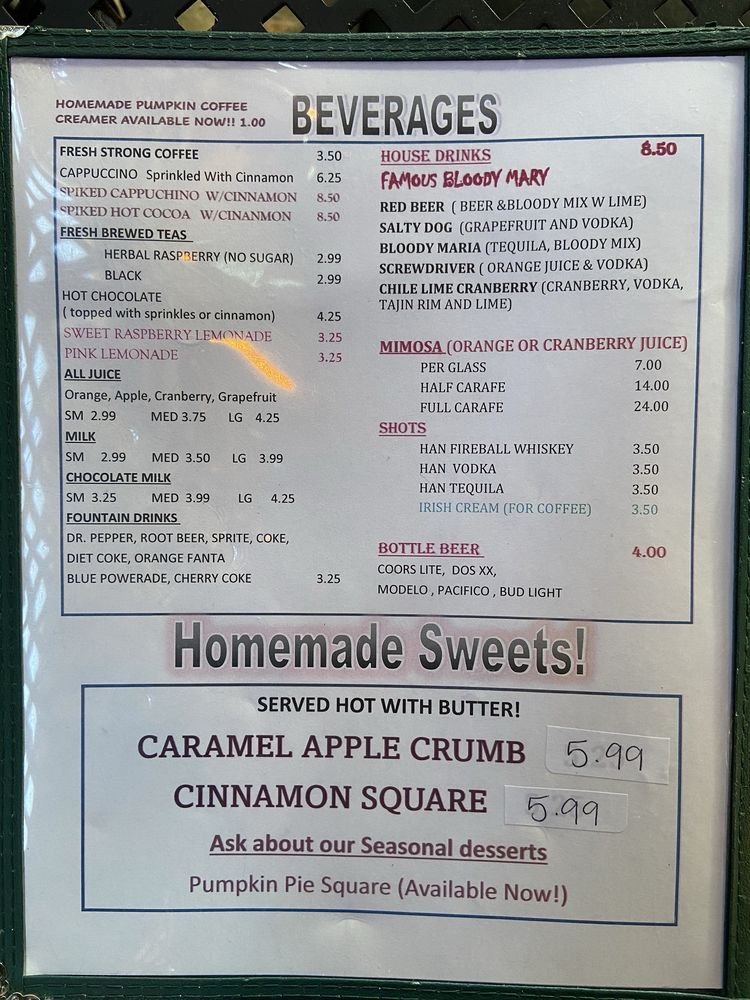 HOMEMADE PUMPKIN COFFEE
CREAMER AVAILABLE NOW!! 1.00
BEVERAGES
FRESH STRONG COFFEE 3.50
CAPPUCCINO Sprinkled With Cinnamon 6.25
SPIKED CAPPUCHINO W/CINNAMON 8.50
SPIKED HOT COCOA W/CINANMON 8.50
FRESH BREWED TEAS
HERBAL RASPBERRY (NO SUGAR) 2.99
BLACK 2.99
HOT CHOCOLATE
( topped with sprinkles or cinnamon) 4.25
SWEET RASPBERRY LEMONADE 3.25
PINK LEMONADE 3.25
ALL JUICE
Orange, Apple, Cranberry, Grapefruit
SM 2.99 MED 3.75 LG 4.25
MILK
SM 2.99 MED 3.50 LG 3.99
CHOCOLATE MILK
SM 3.25 MED 3.99 LG 4.25
FOUNTAIN DRINKS
DR. PEPPER, ROOT BEER, SPRITE, COKE,
DIET COKE, ORANGE FANTA
BLUE POWERADE, CHERRY COKE 3.25
HOUSE DRINKS 8.50
FAMOUS BLOODY MARY
RED BEER ( BEER &BLOODY MIX W LIME)
SALTY DOG (GRAPEFRUIT AND VODKA)
BLOODY MARIA (TEQUILA, BLOODY MIX)
SCREWDRIVER ( ORANGE JUICE & VODKA)
CHILE LIME CRANBERRY (CRANBERRY, VODKA,
TAJIN RIM AND LIME)
MIMOSA (ORANGE OR CRANBERRY JUICE)
PER GLASS 7.00
HALF CARAFE 14.00
FULL CARAFE 24.00
SHOTS
HAN FIREBALL WHISKEY 3.50
HAN VODKA 3.50
HAN TEQUILA 3.50
IRISH CREAM (FOR COFFEE) 3.50
BOTTLE BEER 4.00
COORS LITE, DOS XX,
MODELO , PACIFICO , BUD LIGHT
Homemade Sweets!
SERVED HOT WITH BUTTER!
CARAMEL APPLE CRUMB 5.99
CINNAMON SQUARE 5.99
Ask about our Seasonal desserts
Pumpkin Pie Square (Available Now!)